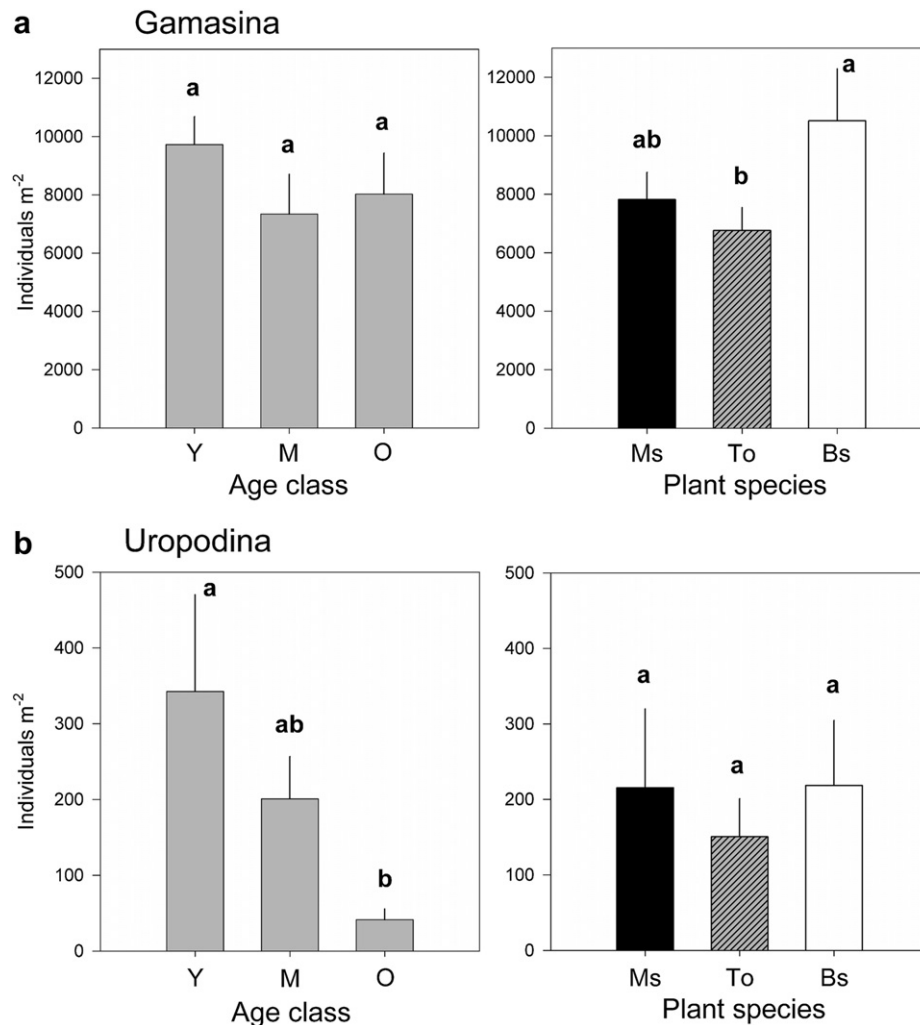 a Gamasina
Individuals m-2
12000
10000
8000
6000
4000
2000
0
a
a
a
Y M O
Age class
12000
10000
8000
6000
4000
2000
0
ab
b
a
Ms To Bs
Plant species
b Uropodina
Individuals m-2
500
400
300
200
100
0
a
ab
b
Y M O
Age class
500
400
300
200
100
0
a
a
a
Ms To Bs
Plant species